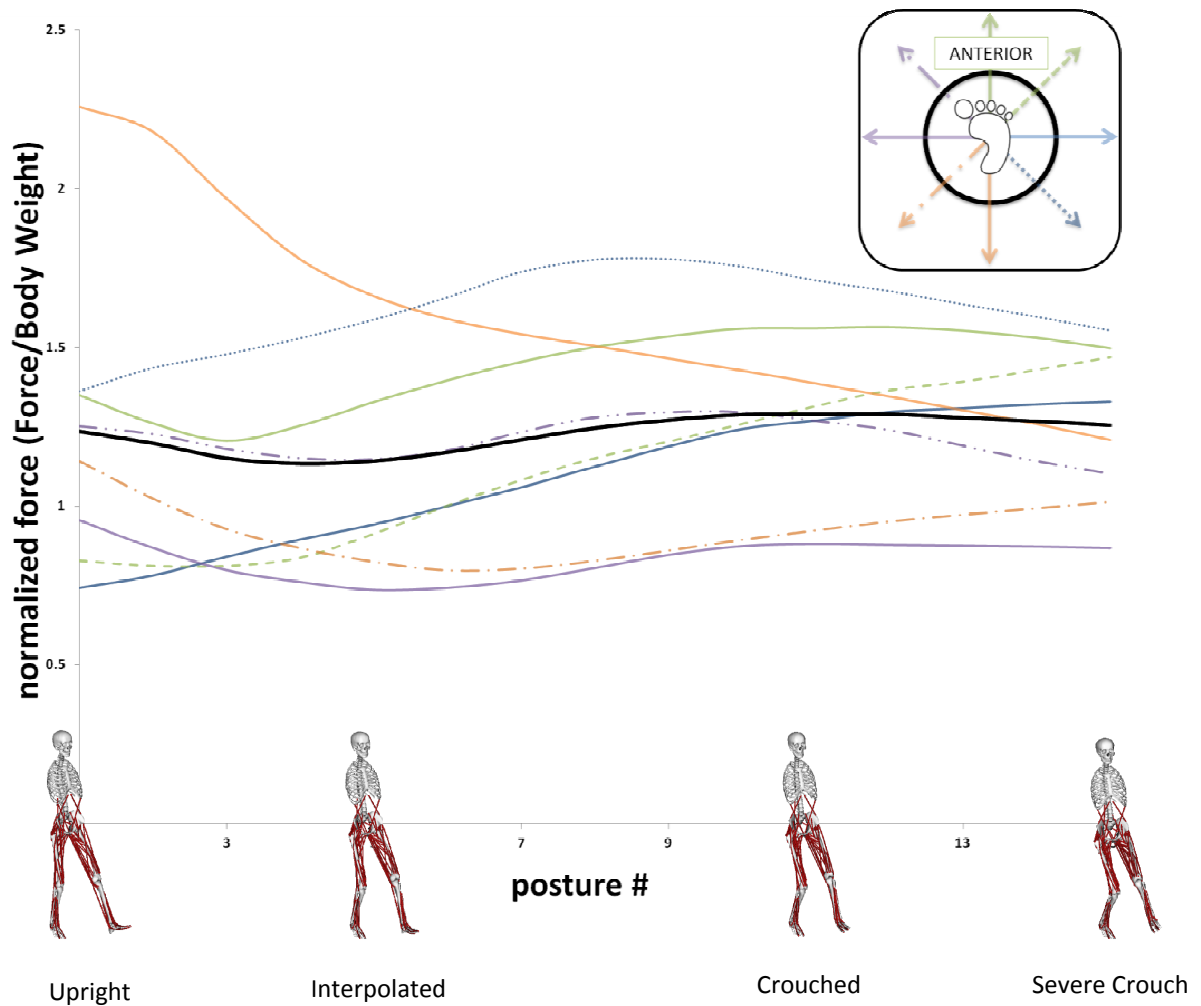 2.5
ANTERIOR
2
1.5
1
0.5
normalized force (Force/Body Weight)
3
7
9
13
posture #
Upright
Interpolated
Crouched
Severe Crouch